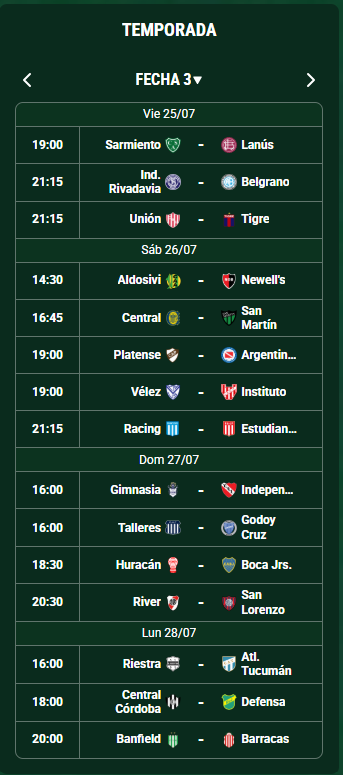 TEMPORADA
FECHA 3
Vie 25/07
19:00 Sarmiento - Lanús
21:15 Ind. Rivadavia - Belgrano
21:15 Unión - Tigre
Sáb 26/07
14:30 Aldosivi - Newell's
16:45 Central - San Martín
19:00 Platense - Argentin...
19:00 Vélez - Instituto
21:15 Racing - Estudian...
Dom 27/07
16:00 Gimnasia - Indepen...
16:00 Talleres - Godoy Cruz
18:30 Huracán - Boca Jrs.
20:30 River - San Lorenzo
Lun 28/07
16:00 Riestra - Atl. Tucumán
18:00 Central Córdoba - Defensa
20:00 Banfield - Barracas